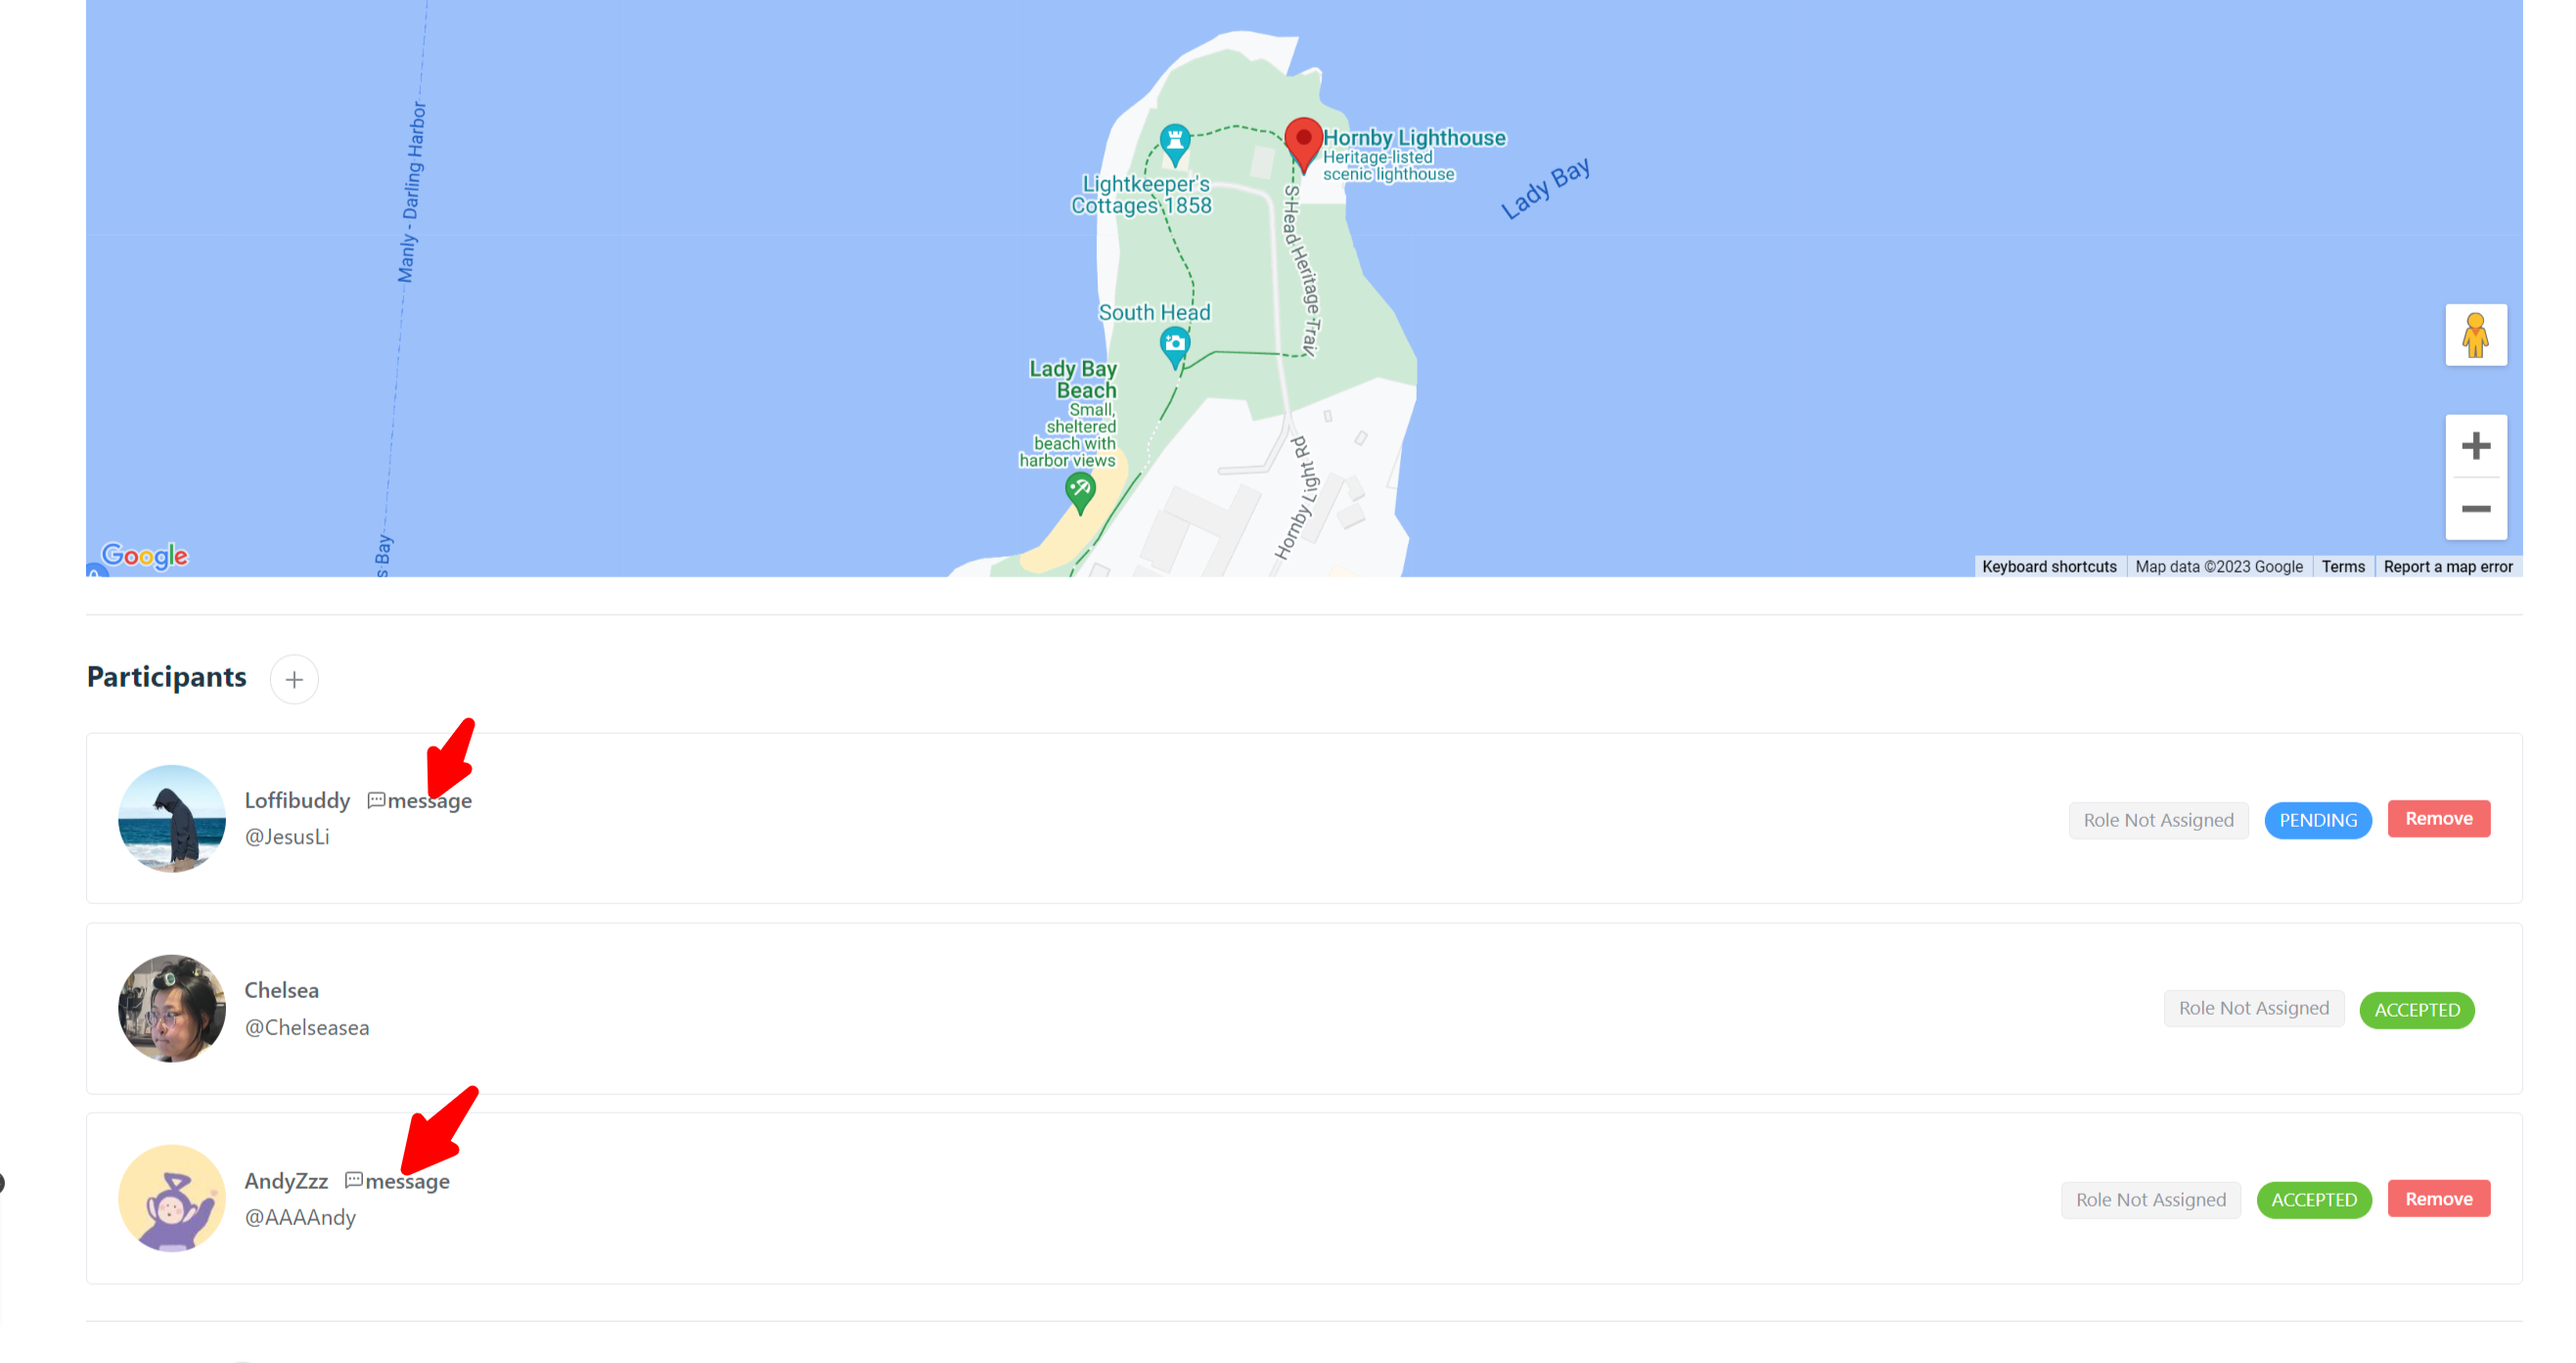 Manly - Darling Harbor
s Bay
Hornby Lighthouse
Heritage-listed
scenic lighthouse
Lady Bay
Lightkeeper's
Cottages 1858
S Head Heritage Trail
South Head
Lady Bay
Beach
Small,
sheltered
beach with
harbor views
Hornby Light Rd
Google
Keyboard shortcuts
Map data ©2023 Google
Terms
Report a map error
Participants
Loffibuddy message
@JesusLi
Role Not Assigned PENDING Remove
Chelsea
@Chelseasea
Role Not Assigned ACCEPTED
AndyZzz message
@AAAAndy
Role Not Assigned ACCEPTED Remove